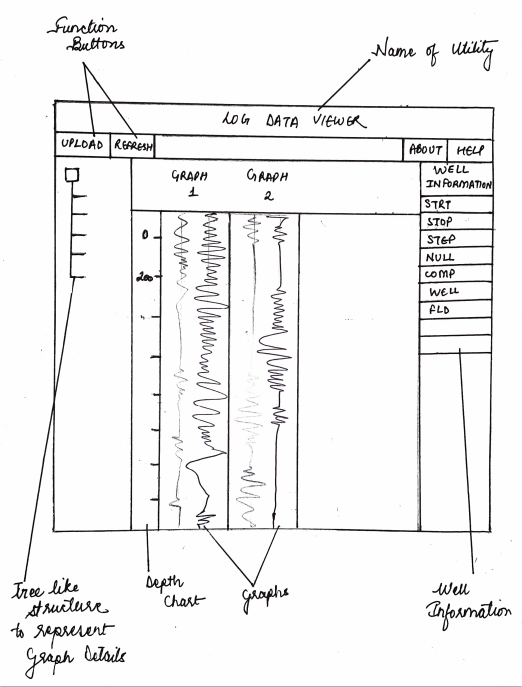 Function
Buttons
Name of Utility
LOG DATA VIEWER
UPLOAD REFRESH ABOUT HELP
GRAPH
1
GRAPH
2
WELL
INFORMATION
STRT
STOP
STEP
NULL
COMP
WELL
FLD
0
200
Tree like
structure
to represent
Graph Details
Depth
Chart
Graphs
Well
Information